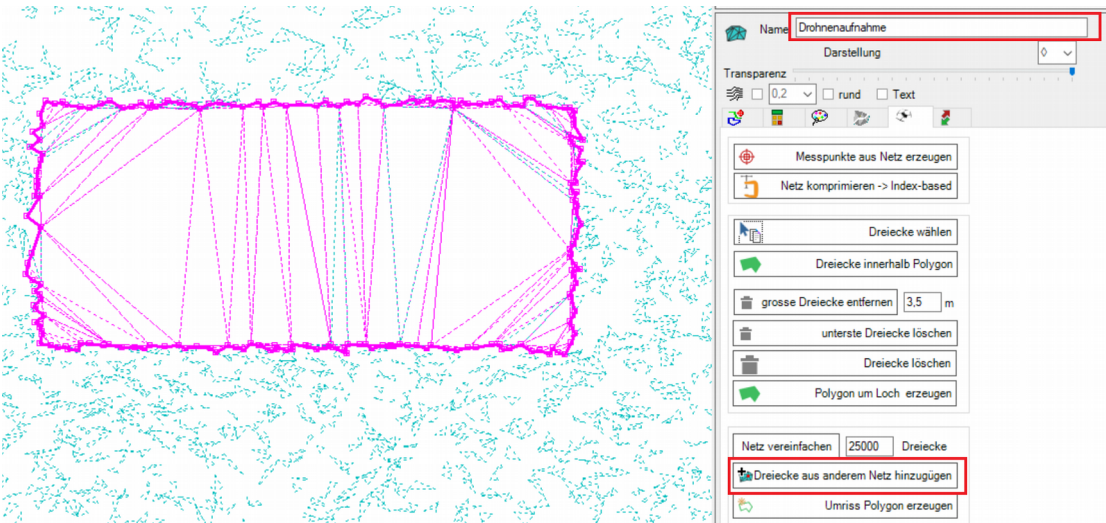 Name Drohnenaufnahme
Darstellung 0
Transparenz
0,2 rund Text
Messpunkte aus Netz erzeugen
Netz komprimieren -> Index-based
Dreiecke wählen
Dreiecke innerhalb Polygon
grosse Dreiecke entfernen 3,5 m
unterste Dreiecke löschen
Dreiecke löschen
Polygon um Loch erzeugen
Netz vereinfachen 25000 Dreiecke
Dreiecke aus anderem Netz hinzugügen
Umriss Polygon erzeugen